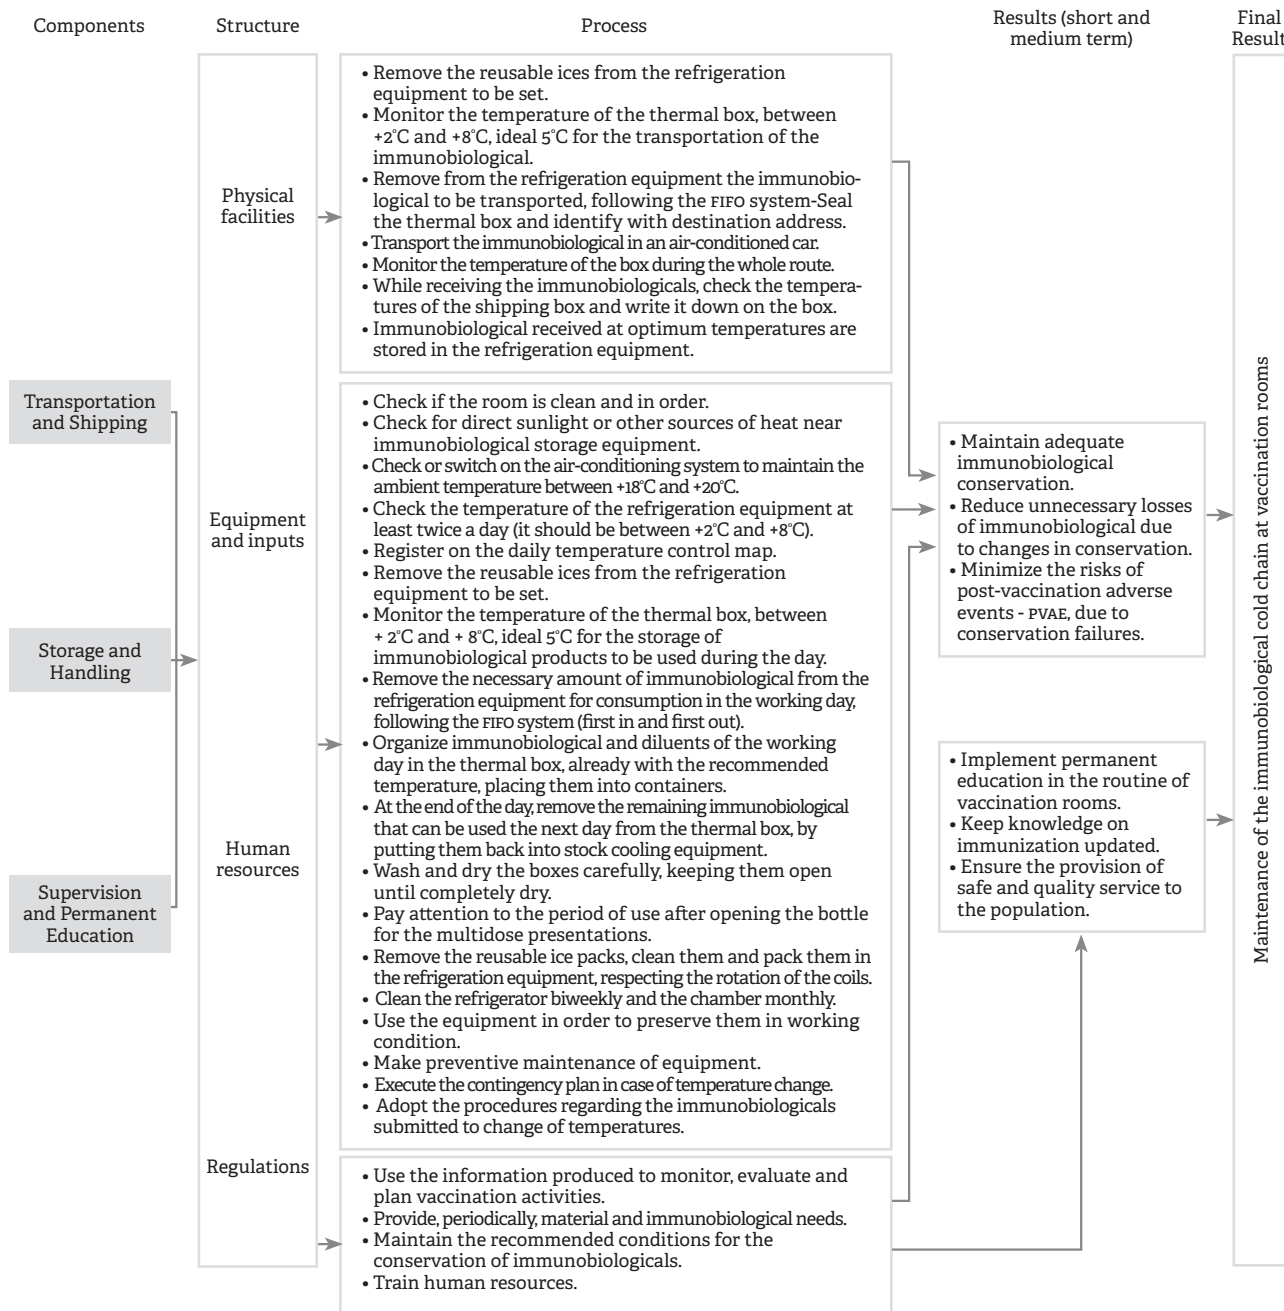 Components
Structure
Process
Results (short and
medium term)
Final
Result
Transportation
and Shipping
Storage and
Handling
Supervision
and Permanent
Education
Physical
facilities
Equipment
and inputs
Human
resources
Regulations
• Remove the reusable ices from the refrigeration
equipment to be set.
• Monitor the temperature of the thermal box, between
+2°C and +8°C, ideal 5°C for the transportation of the
immunobiological.
• Remove from the refrigeration equipment the immunobio-
logical to be transported, following the FIFO system-Seal
the thermal box and identify with destination address.
• Transport the immunobiological in an air-conditioned car.
• Monitor the temperature of the box during the whole route.
• While receiving the immunobiologicals, check the tempera-
tures of the shipping box and write it down on the box.
• Immunobiological received at optimum temperatures are
stored in the refrigeration equipment.
• Check if the room is clean and in order.
• Check for direct sunlight or other sources of heat near
immunobiological storage equipment.
• Check or switch on the air-conditioning system to maintain the
ambient temperature between +18°C and +20°C.
• Check the temperature of the refrigeration equipment at
least twice a day (it should be between +2°C and +8°C).
• Register on the daily temperature control map.
• Remove the reusable ices from the refrigeration
equipment to be set.
• Monitor the temperature of the thermal box, between
+ 2°C and + 8°C, ideal 5°C for the storage of
immunobiological products to be used during the day.
• Remove the necessary amount of immunobiological from the
refrigeration equipment for consumption in the working day,
following the FIFO system (first in and first out).
• Organize immunobiological and diluents of the working
day in the thermal box, already with the recommended
temperature, placing them into containers.
• At the end of the day, remove the remaining immunobiological
that can be used the next day from the thermal box, by
putting them back into stock cooling equipment.
• Wash and dry the boxes carefully, keeping them open
until completely dry.
• Pay attention to the period of use after opening the bottle
for the multidose presentations.
• Remove the reusable ice packs, clean them and pack them in
the refrigeration equipment, respecting the rotation of the coils.
• Clean the refrigerator biweekly and the chamber monthly.
• Use the equipment in order to preserve them in working
condition.
• Make preventive maintenance of equipment.
• Execute the contingency plan in case of temperature change.
• Adopt the procedures regarding the immunobiologicals
submitted to change of temperatures.
• Use the information produced to monitor, evaluate and
plan vaccination activities.
• Provide, periodically, material and immunobiological needs.
• Maintain the recommended conditions for the
conservation of immunobiologicals.
• Train human resources.
• Maintain adequate
immunobiological
conservation.
• Reduce unnecessary losses
of immunobiological due
to changes in conservation.
• Minimize the risks of
post-vaccination adverse
events - PVAE, due to
conservation failures.
• Implement permanent
education in the routine of
vaccination rooms.
• Keep knowledge on
immunization updated.
• Ensure the provision of
safe and quality service to
the population.
Maintenance of the immunobiological cold chain at vaccination rooms